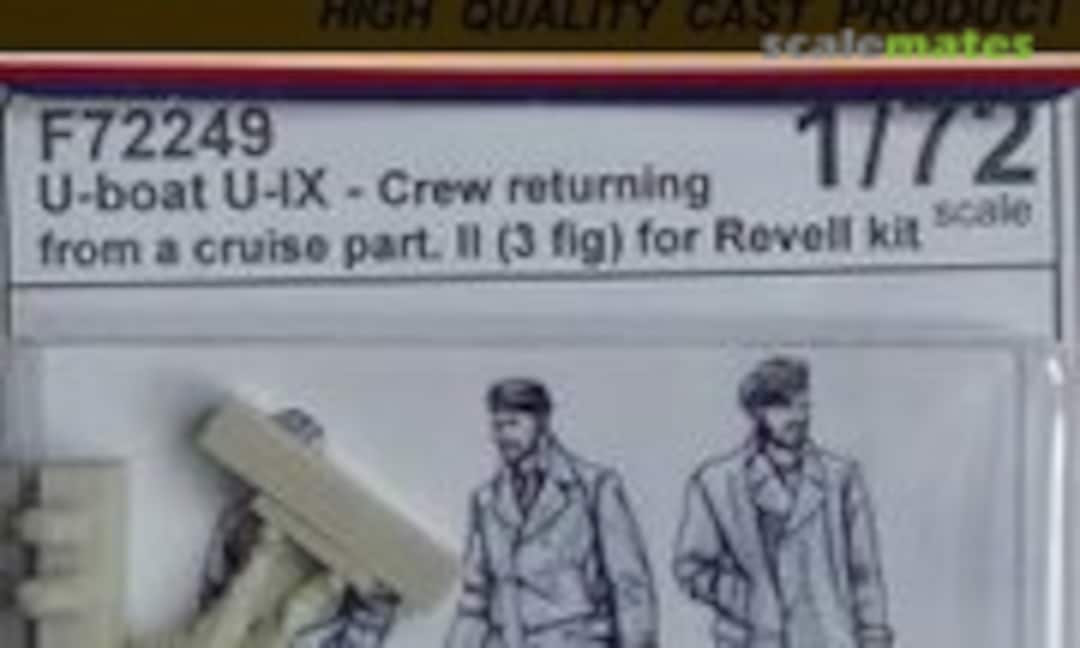 HIGH QUALITY CAST PRODUCT
scalemates
F72249
1/72
U-boat U-IX - Crew returning
scale
from a cruise part. II (3 fig) for Revell kit